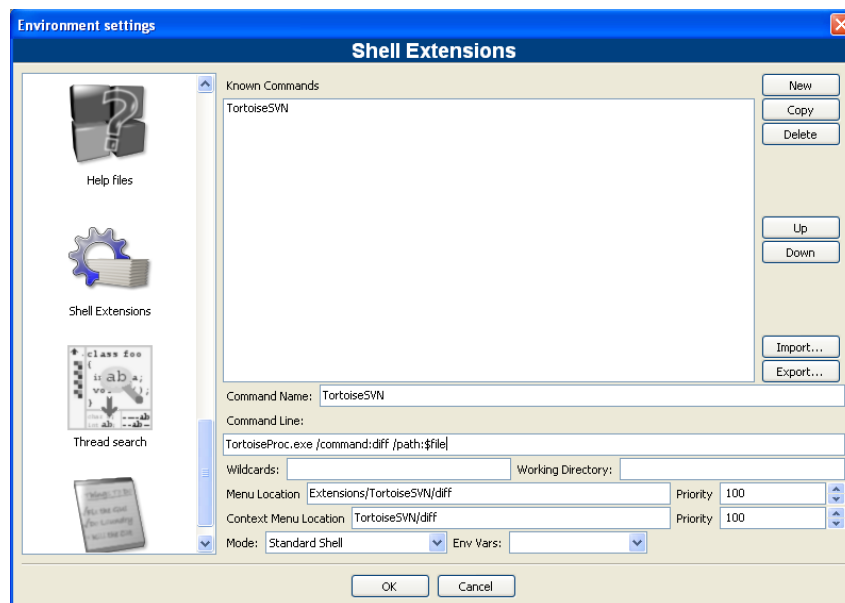 Environment settings
Shell Extensions
Known Commands
TortoiseSVN
New
Copy
Delete
Up
Down
Import...
Export...
Help files
Shell Extensions
class foo
ab
Thread search
Command Name: TortoiseSVN
Command Line:
TortoiseProc.exe /command:diff /path:$file
Wildcards: Working Directory:
Menu Location Extensions/TortoiseSVN/diff Priority 100
Context Menu Location TortoiseSVN/diff Priority 100
Mode: Standard Shell Env Vars:
OK Cancel